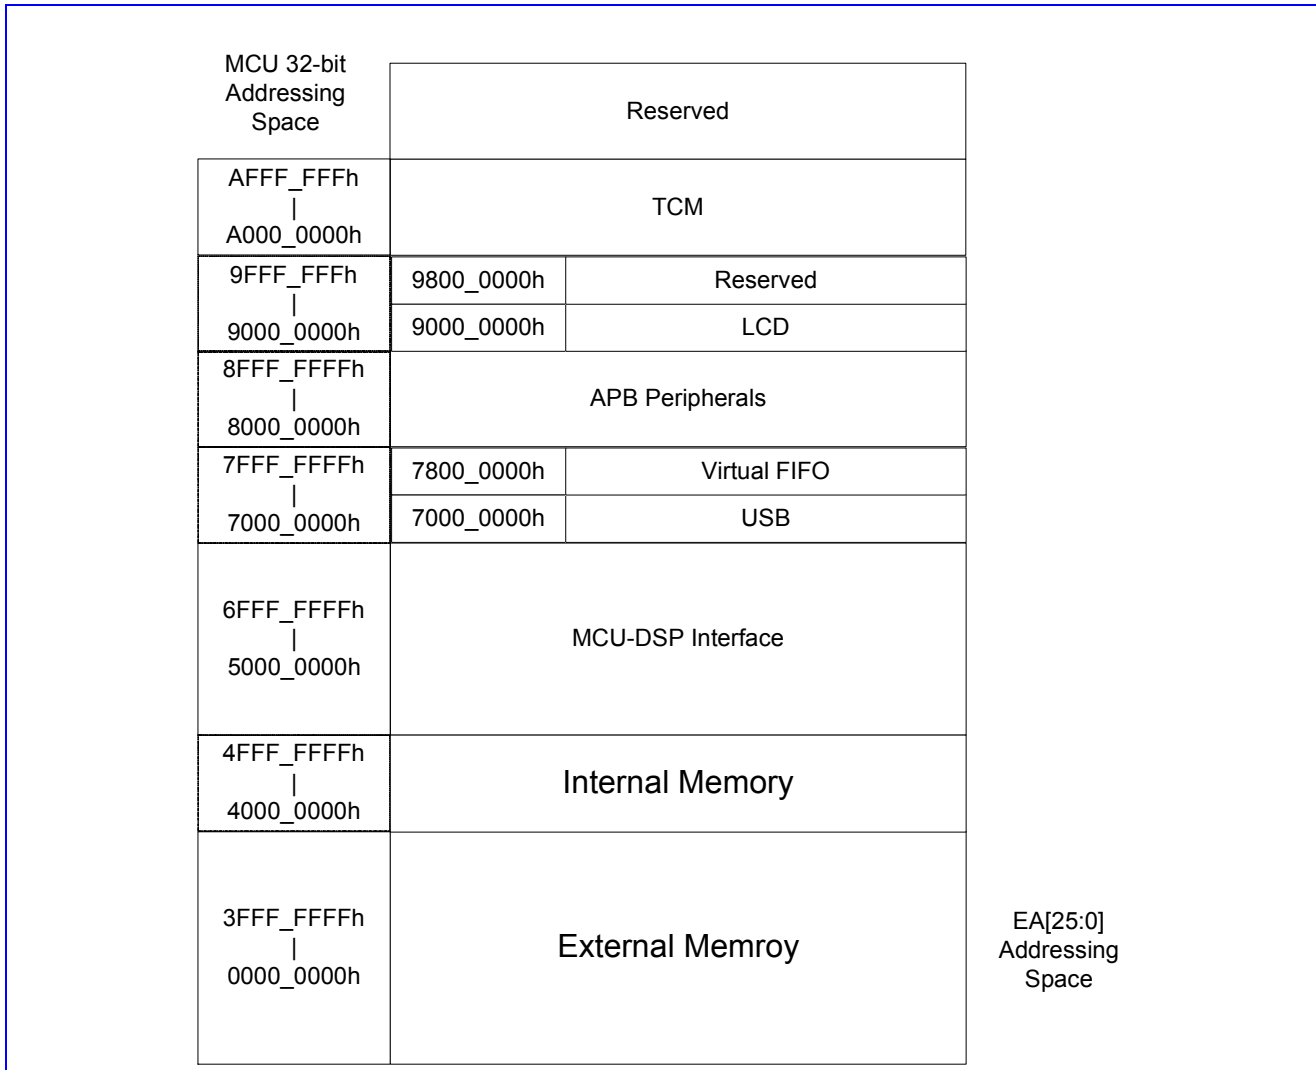 MCU 32-bit
Addressing
Space
Reserved
AFFF_FFFh
|
A000_0000h
TCM
9FFF_FFFh
|
9000_0000h
9800_0000h
Reserved
9000_0000h
LCD
8FFF_FFFFh
|
8000_0000h
APB Peripherals
7FFF_FFFFh
|
7000_0000h
7800_0000h
Virtual FIFO
7000_0000h
USB
6FFF_FFFFh
|
5000_0000h
MCU-DSP Interface
4FFF_FFFFh
|
4000_0000h
Internal Memory
3FFF_FFFFh
|
0000_0000h
External Memroy
EA[25:0]
Addressing
Space